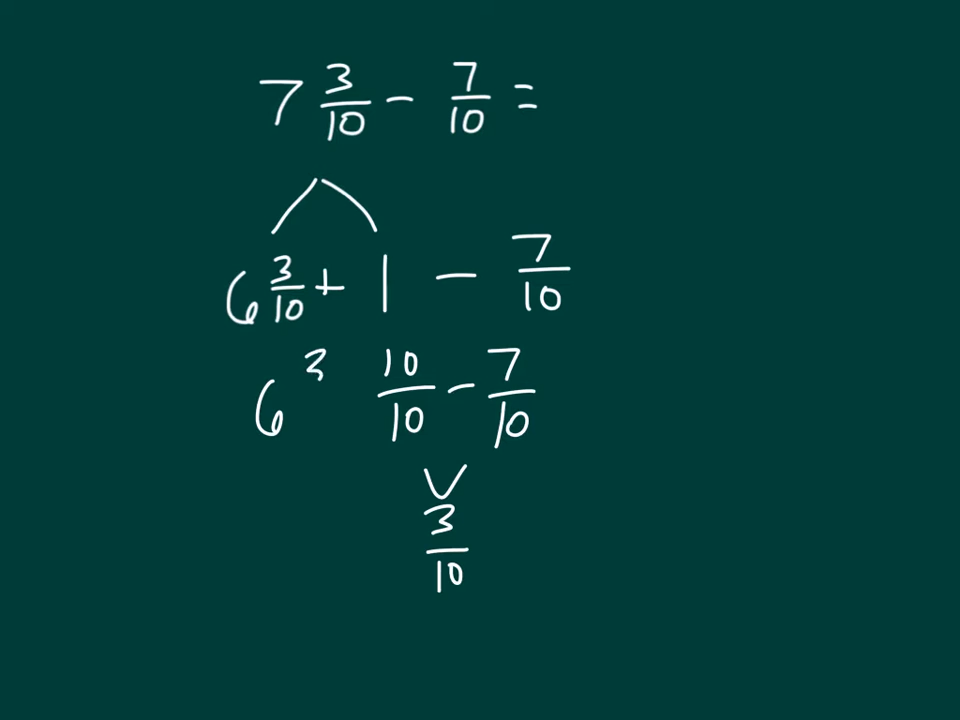 7 3/10 - 7/10 =
6 3/10 + 1 - 7/10
6 3 10/10 - 7/10
3/10